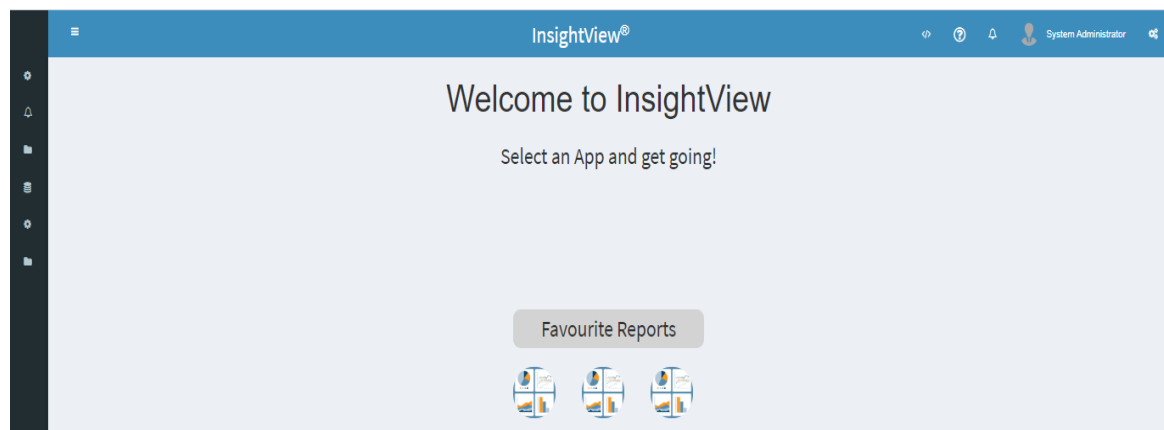 InsightView®
System Administrator
Welcome to InsightView
Select an App and get going!
Favourite Reports